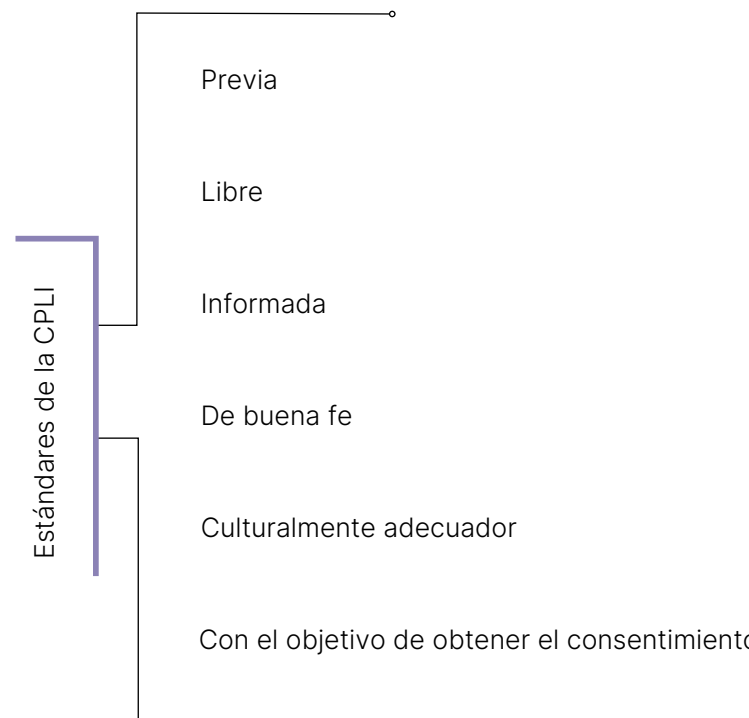 Estándares de la CPLI
Previa
Libre
Informada
De buena fe
Culturalmente adecuador
Con el objetivo de obtener el consentimiento